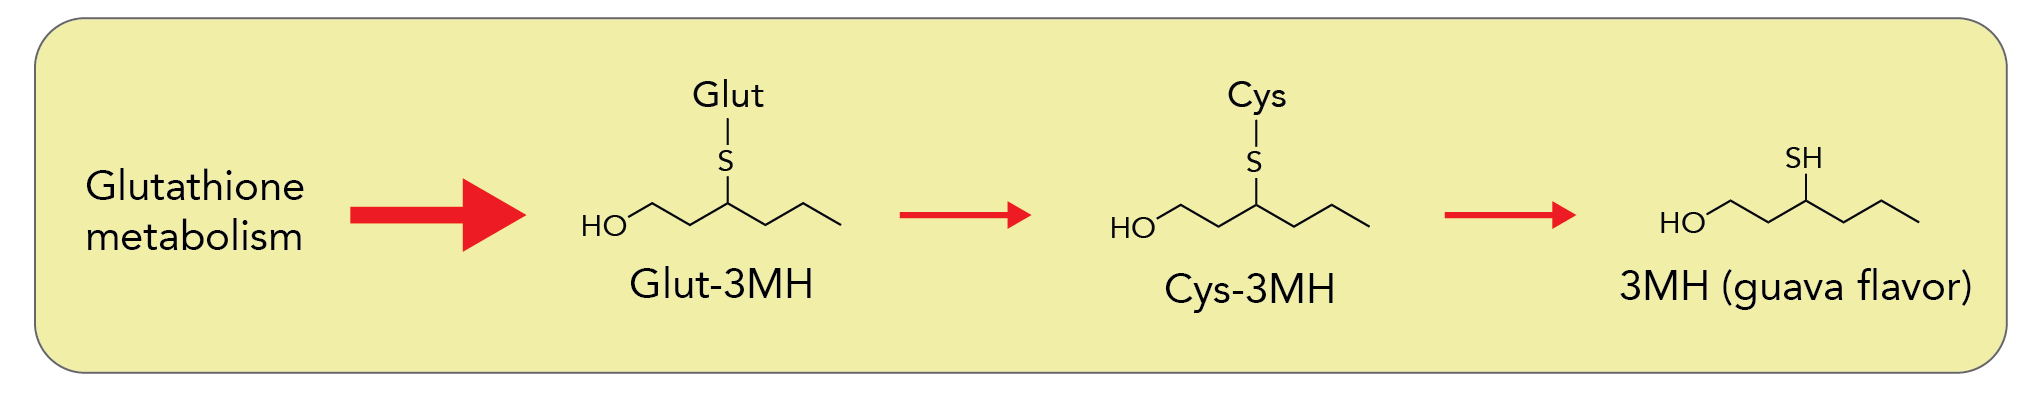 Glutathione
metabolism
Glut
S
HO
Glut-3MH
Cys
S
HO
Cys-3MH
SH
HO
3MH (guava flavor)